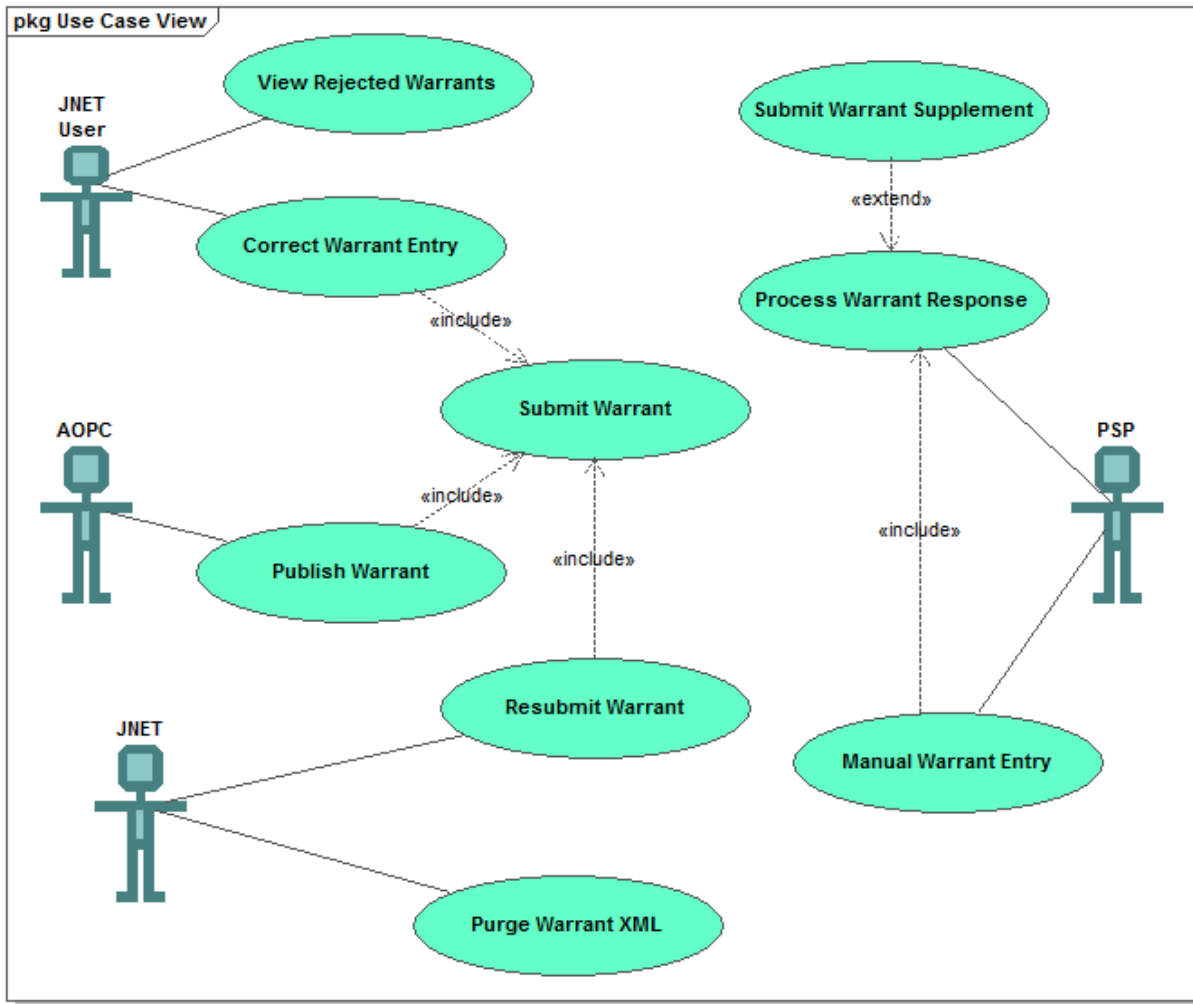 pkg Use Case View
View Rejected Warrants
JNET
User
Submit Warrant Supplement
«extend»
Correct Warrant Entry
Process Warrant Response
«include»
Submit Warrant
AOPC
PSP
«include»
«include»
«include»
Publish Warrant
Resubmit Warrant
JNET
Manual Warrant Entry
Purge Warrant XML